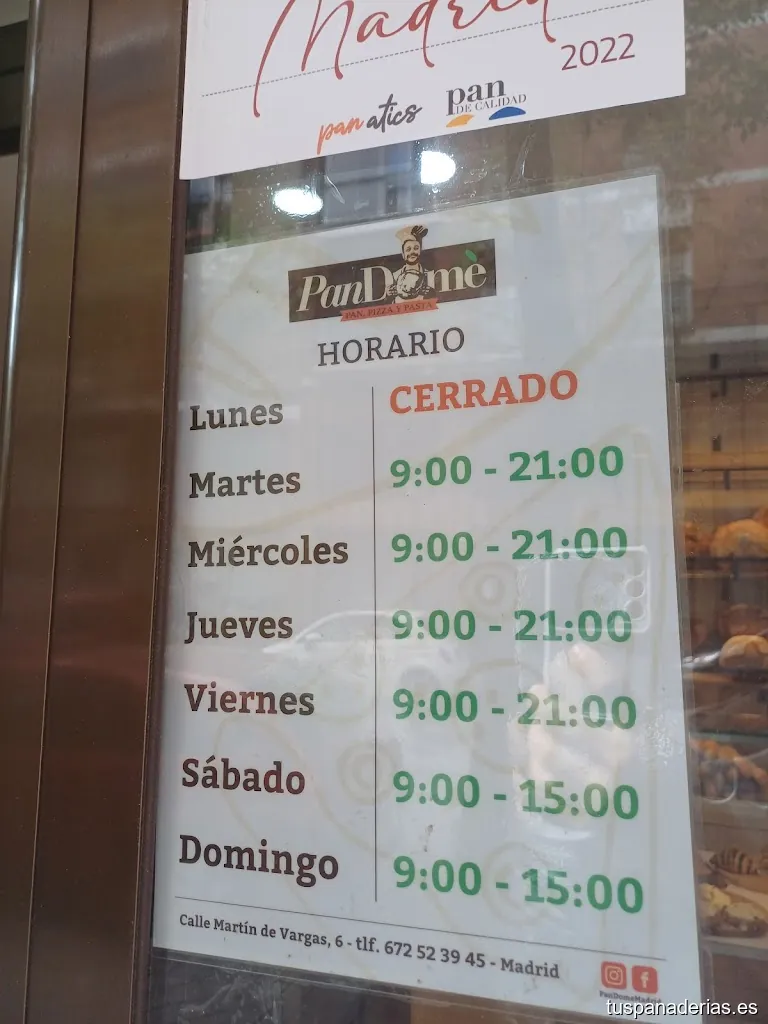 Madrid
2022
panatics
pan
DE CALIDAD
PanDomè
PAN, PIZZA Y PASTA
HORARIO
Lunes CERRADO
Martes 9:00 - 21:00
Miércoles 9:00 - 21:00
Jueves 9:00 - 21:00
Viernes 9:00 - 21:00
Sábado 9:00 - 15:00
Domingo 9:00 - 15:00
Calle Martín de Vargas, 6 - tlf. 672 52 39 45 - Madrid
PanDomeMadrid
tuspanaderias.es